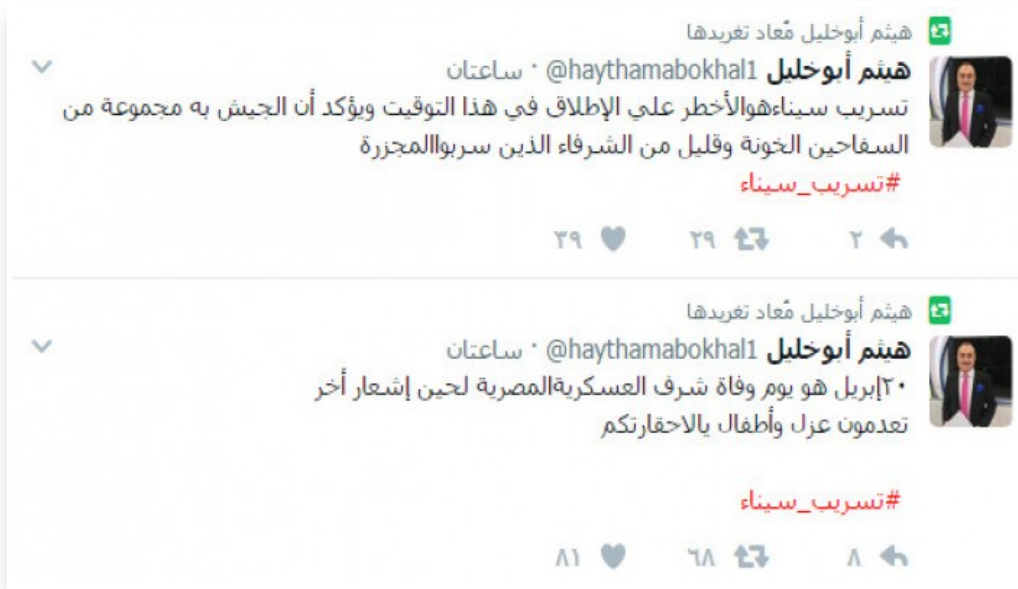 هيثم أبوخليل مُعاد تغريدها
هيثم أبوخليل @haythamabokhal1 · ساعتان
تسريب سيناءهوالأخطر علي الإطلاق في هذا التوقيت ويؤكد أن الجيش به مجموعة من
السفاحين الخونة وقليل من الشرفاء الذين سربواالمجزرة
#تسريب_سيناء
٢ ٢٩ ٣٩
هيثم أبوخليل مُعاد تغريدها
هيثم أبوخليل @haythamabokhal1 · ساعتان
٢٠إبريل هو يوم وفاة شرف العسكريةالمصرية لحين إشعار أخر
تعدمون عزل وأطفال يالاحقارتكم
#تسريب_سيناء
٨ ٦٨ ٨١